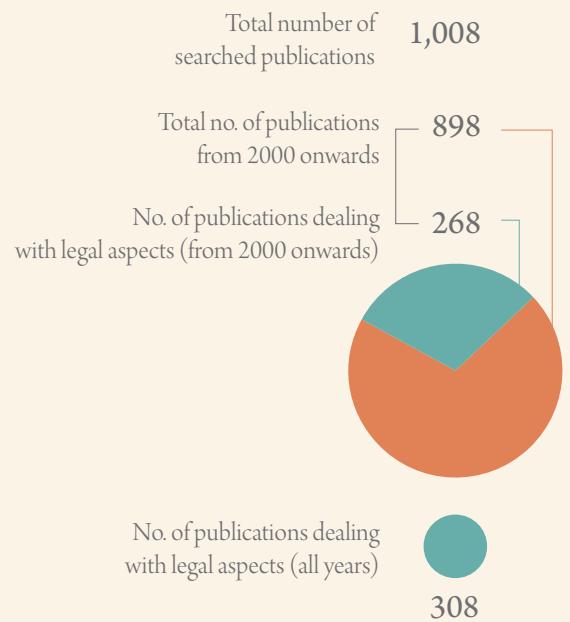 Total number of
searched publications
1,008
Total no. of publications
from 2000 onwards
898
No. of publications dealing
with legal aspects (from 2000 onwards)
268
No. of publications dealing
with legal aspects (all years)
308